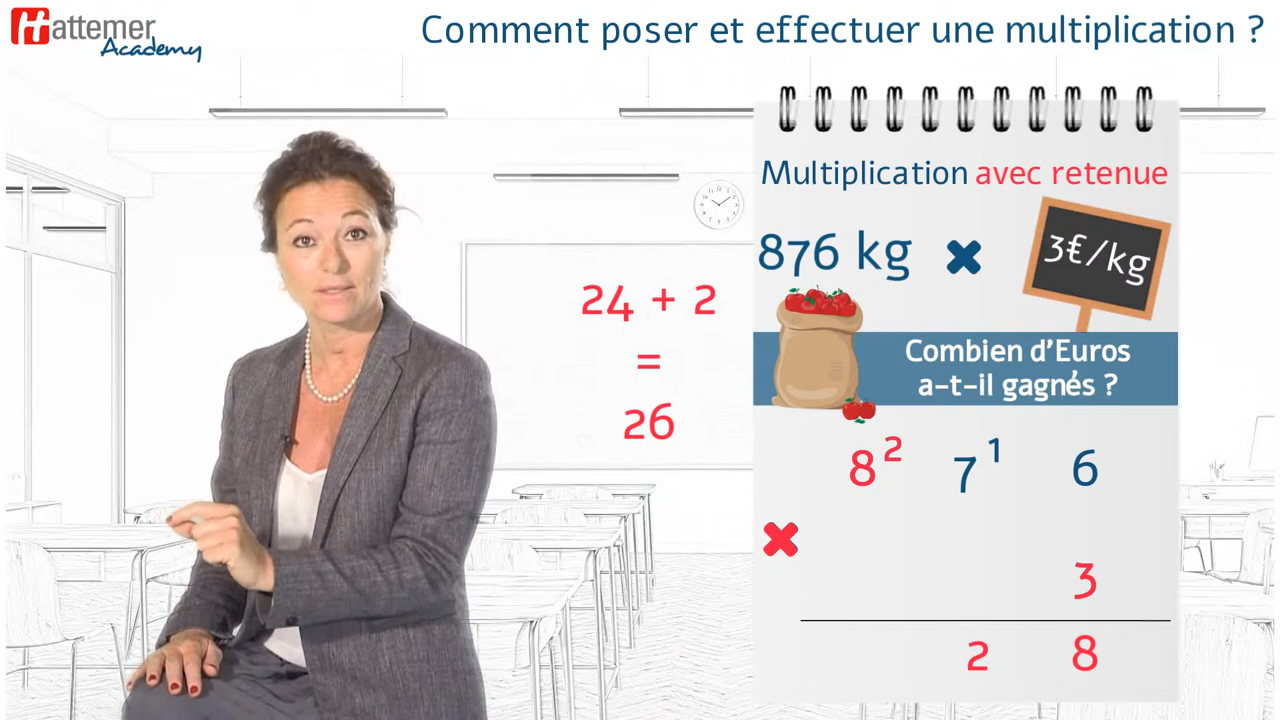 Hattemer
Academy
Comment poser et effectuer une multiplication ?
Multiplication avec retenue
876 kg ✖ 3€/kg
Combien d'Euros
a-t-il gagnés ?
24 + 2
=
26
8² 7¹ 6
✖
3
2 8